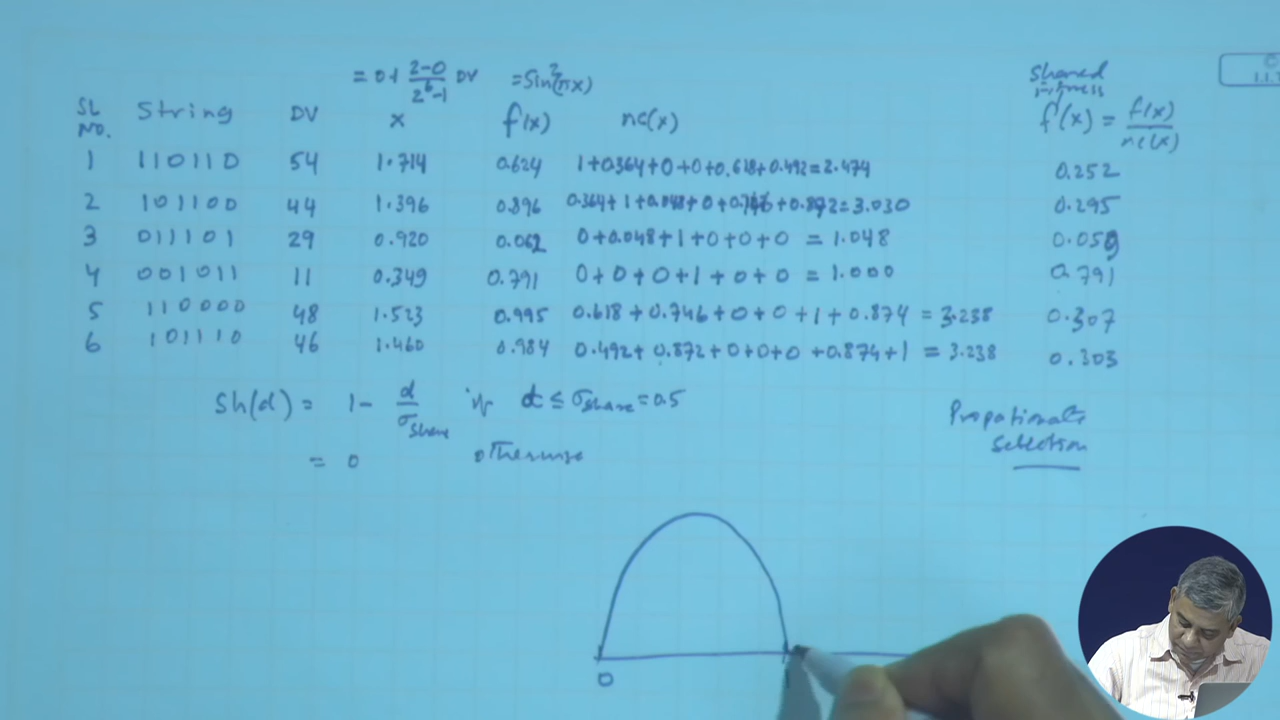 = 0+ 2-0/2^6-1 DV = Sin^2(πx)
SL NO. String DV x f(x) nc(x) Shared fitness f'(x) = f(x)/nc(x)
1 110110 54 1.714 0.624 1+0.364+0+0+0.618+0.492=2.474 0.252
2 101100 44 1.396 0.896 0.364+1+0.048+0+0.746+0.872=3.030 0.295
3 011101 29 0.920 0.062 0+0.048+1+0+0+0 = 1.048 0.059
4 001011 11 0.349 0.791 0+0+0+1+0+0 = 1.000 0.791
5 110000 48 1.523 0.995 0.618+0.746+0+0+1+0.874 = 3.238 0.307
6 101110 46 1.460 0.984 0.492+0.872+0+0+0+0.874+1 = 3.238 0.303
Sh(d) = 1- d/σshare if d ≤ σshare = 0.5
= 0 otherwise
Propationate
selection
0